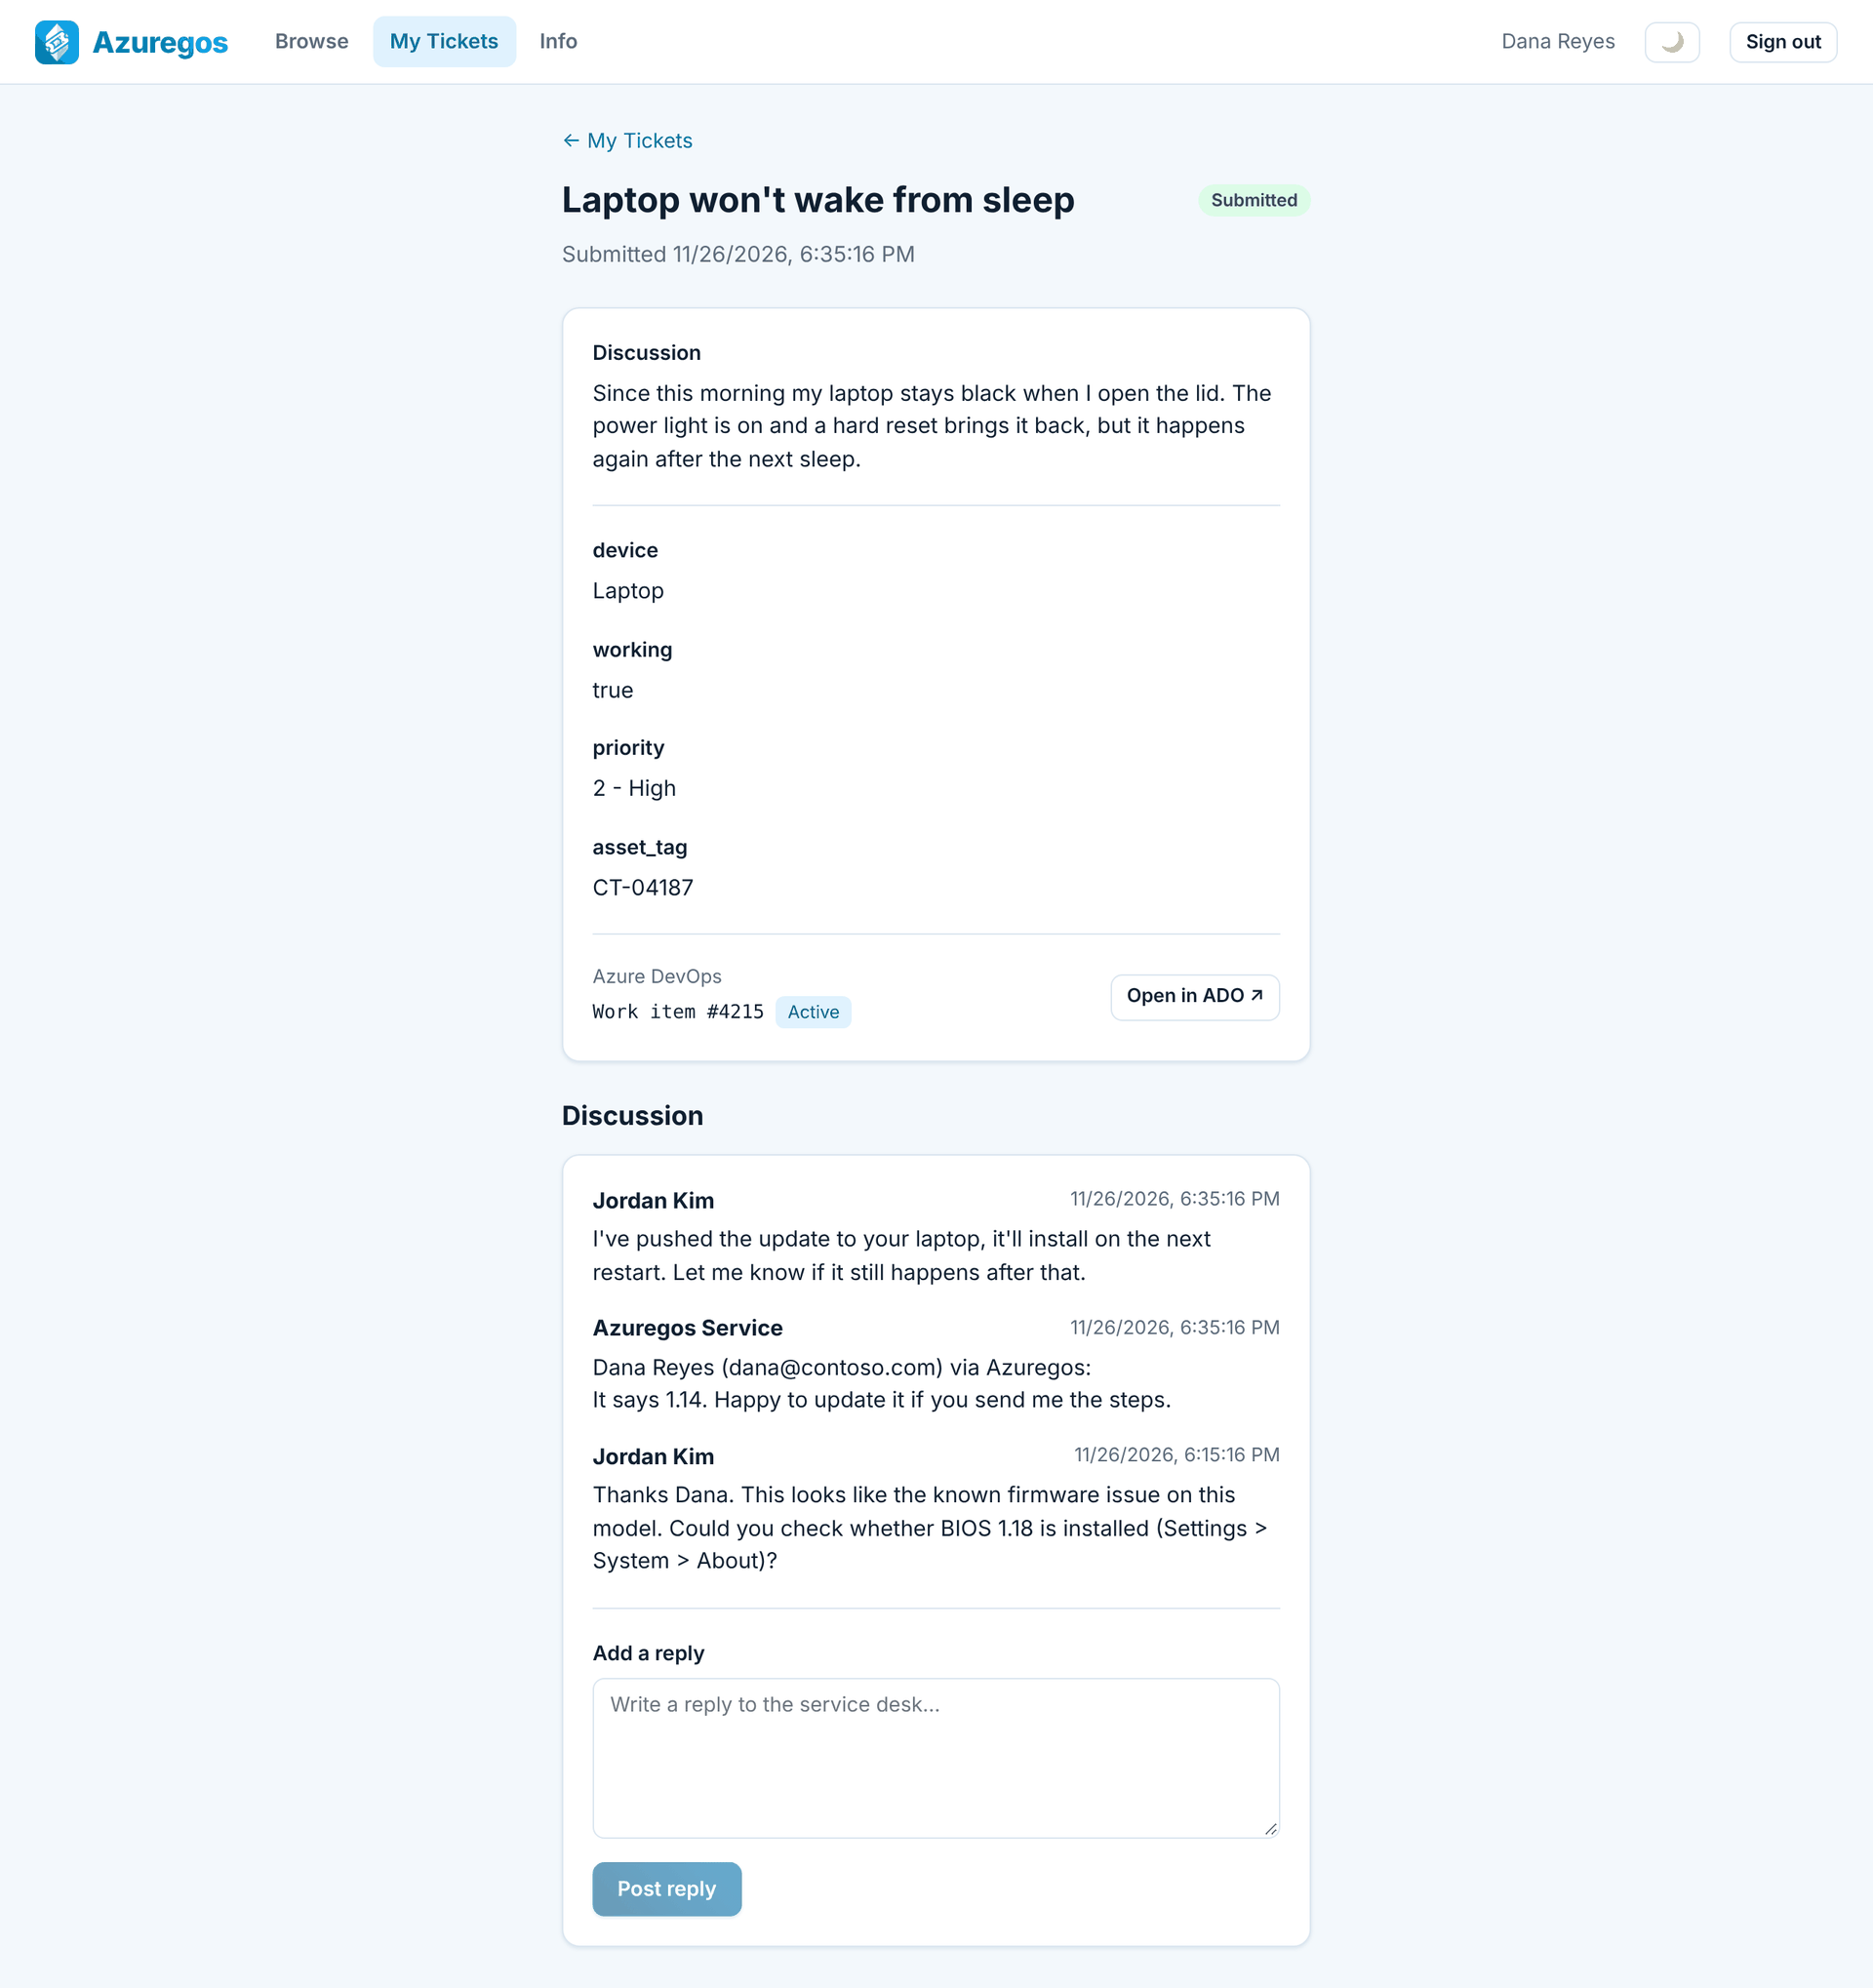 Azuregos
Browse
My Tickets
Info
Dana Reyes
Sign out
← My Tickets
Laptop won't wake from sleep
Submitted
Submitted 11/26/2026, 6:35:16 PM
Discussion
Since this morning my laptop stays black when I open the lid. The
power light is on and a hard reset brings it back, but it happens
again after the next sleep.
device
Laptop
working
true
priority
2 - High
asset_tag
CT-04187
Azure DevOps
Work item #4215
Active
Open in ADO ↗
Discussion
Jordan Kim
11/26/2026, 6:35:16 PM
I've pushed the update to your laptop, it'll install on the next
restart. Let me know if it still happens after that.
Azuregos Service
11/26/2026, 6:35:16 PM
Dana Reyes (dana@contoso.com) via Azuregos:
It says 1.14. Happy to update it if you send me the steps.
Jordan Kim
11/26/2026, 6:15:16 PM
Thanks Dana. This looks like the known firmware issue on this
model. Could you check whether BIOS 1.18 is installed (Settings >
System > About)?
Add a reply
Write a reply to the service desk...
Post reply